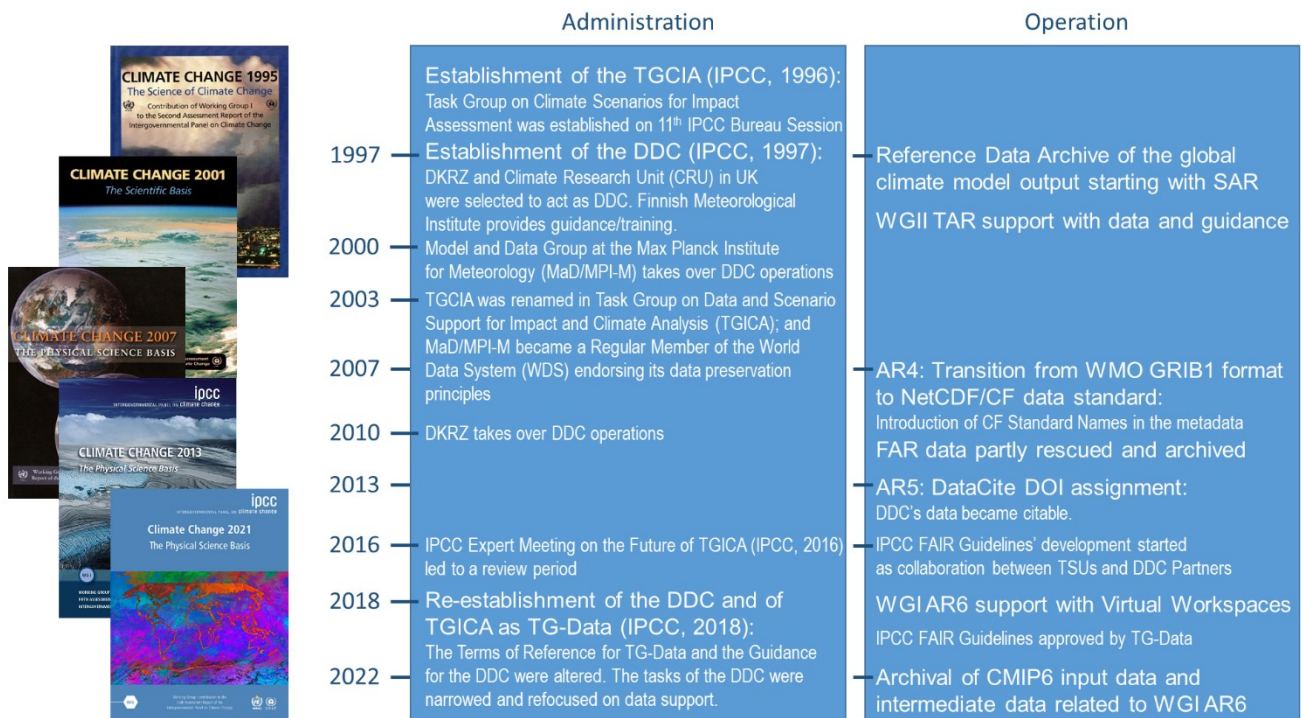 Administration
Operation
CLIMATE CHANGE 1995
The Science of Climate Change
Contribution of Working Group I
to the Second Assessment Report of the
Intergovernmental Panel on Climate Change
CLIMATE CHANGE 2001
The Scientific Basis
CLIMATE CHANGE 2007
THE PHYSICAL SCIENCE BASIS
ipcc
INTERGOVERNMENTAL PANEL ON climate change
CLIMATE CHANGE 2013
The Physical Science Basis
ipcc
INTERGOVERNMENTAL PANEL ON climate change
Climate Change 2021
The Physical Science Basis
1997
2000
2003
2007
2010
2013
2016
2018
2022
Establishment of the TGCIA (IPCC, 1996):
Task Group on Climate Scenarios for Impact
Assessment was established on 11th IPCC Bureau Session
Establishment of the DDC (IPCC, 1997):
DKRZ and Climate Research Unit (CRU) in UK
were selected to act as DDC. Finnish Meteorological
Institute provides guidance/training.
Model and Data Group at the Max Planck Institute
for Meteorology (MaD/MPI-M) takes over DDC operations
TGCIA was renamed in Task Group on Data and Scenario
Support for Impact and Climate Analysis (TGICA); and
MaD/MPI-M became a Regular Member of the World
Data System (WDS) endorsing its data preservation
principles
DKRZ takes over DDC operations
IPCC Expert Meeting on the Future of TGICA (IPCC, 2016)
led to a review period
Re-establishment of the DDC and of
TGICA as TG-Data (IPCC, 2018):
The Terms of Reference for TG-Data and the Guidance
for the DDC were altered. The tasks of the DDC were
narrowed and refocused on data support.
Reference Data Archive of the global
climate model output starting with SAR
WGII TAR support with data and guidance
AR4: Transition from WMO GRIB1 format
to NetCDF/CF data standard:
Introduction of CF Standard Names in the metadata
FAR data partly rescued and archived
AR5: DataCite DOI assignment:
DDC's data became citable.
IPCC FAIR Guidelines' development started
as collaboration between TSUs and DDC Partners
WGI AR6 support with Virtual Workspaces
IPCC FAIR Guidelines approved by TG-Data
Archival of CMIP6 input data and
intermediate data related to WGI AR6